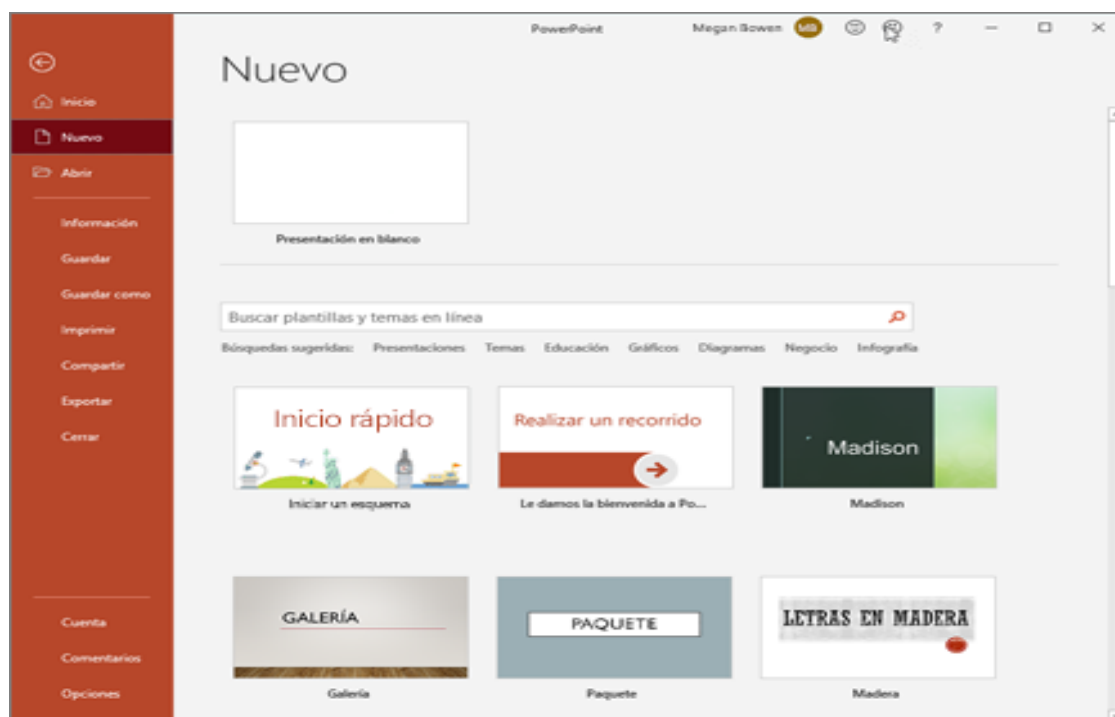 PowerPoint
Megan Bowen
MB
?
Nuevo
Inicio
Nuevo
Abrir
Información
Guardar
Guardar como
Imprimir
Compartir
Exportar
Cerrar
Cuenta
Comentarios
Opciones
Presentación en blanco
Buscar plantillas y temas en línea
Búsquedas sugeridas: Presentaciones Temas Educación Gráficos Diagramas Negocio Infografía
Inicio rápido
Iniciar un esquema
Realizar un recorrido
Le damos la bienvenida a Po...
Madison
Madison
GALERÍA
Galería
PAQUETE
Paquete
LETRAS EN MADERA
Madera